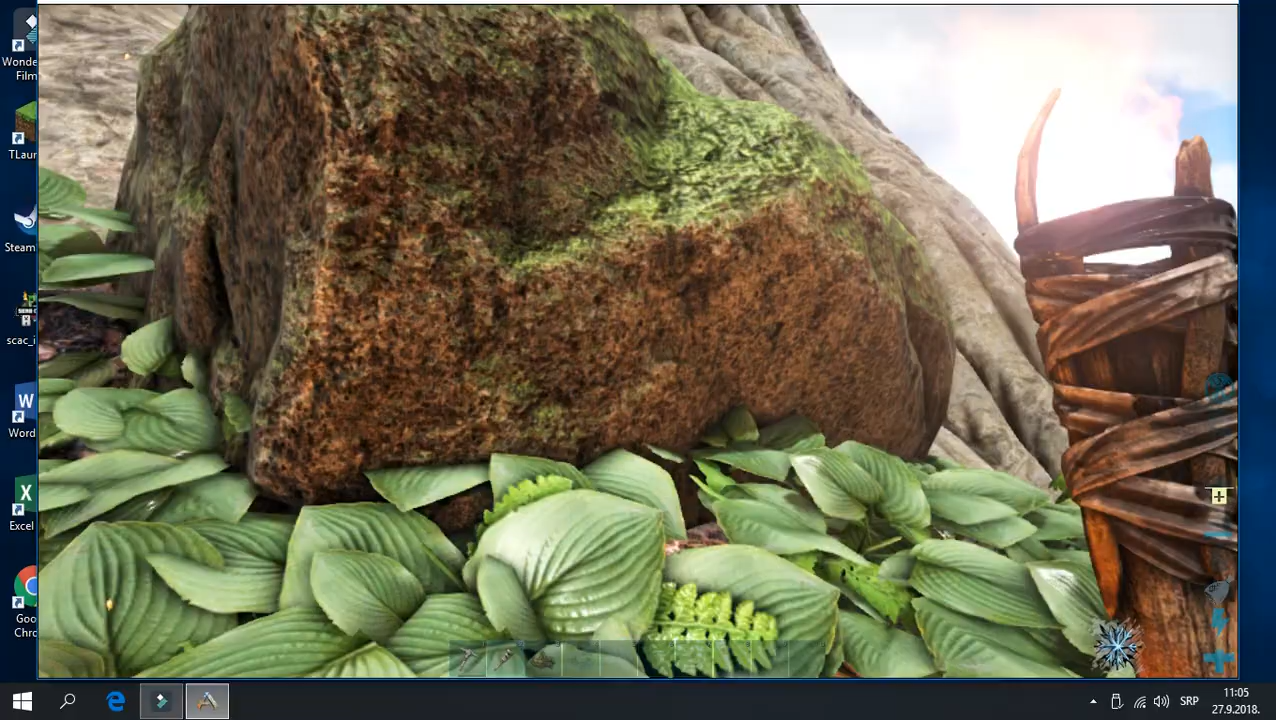 Wonde
Film
TLaun
Steam
scac_i
W
Word
X
Excel
Goo
Chro
SRP
11:05
27.9.2018.